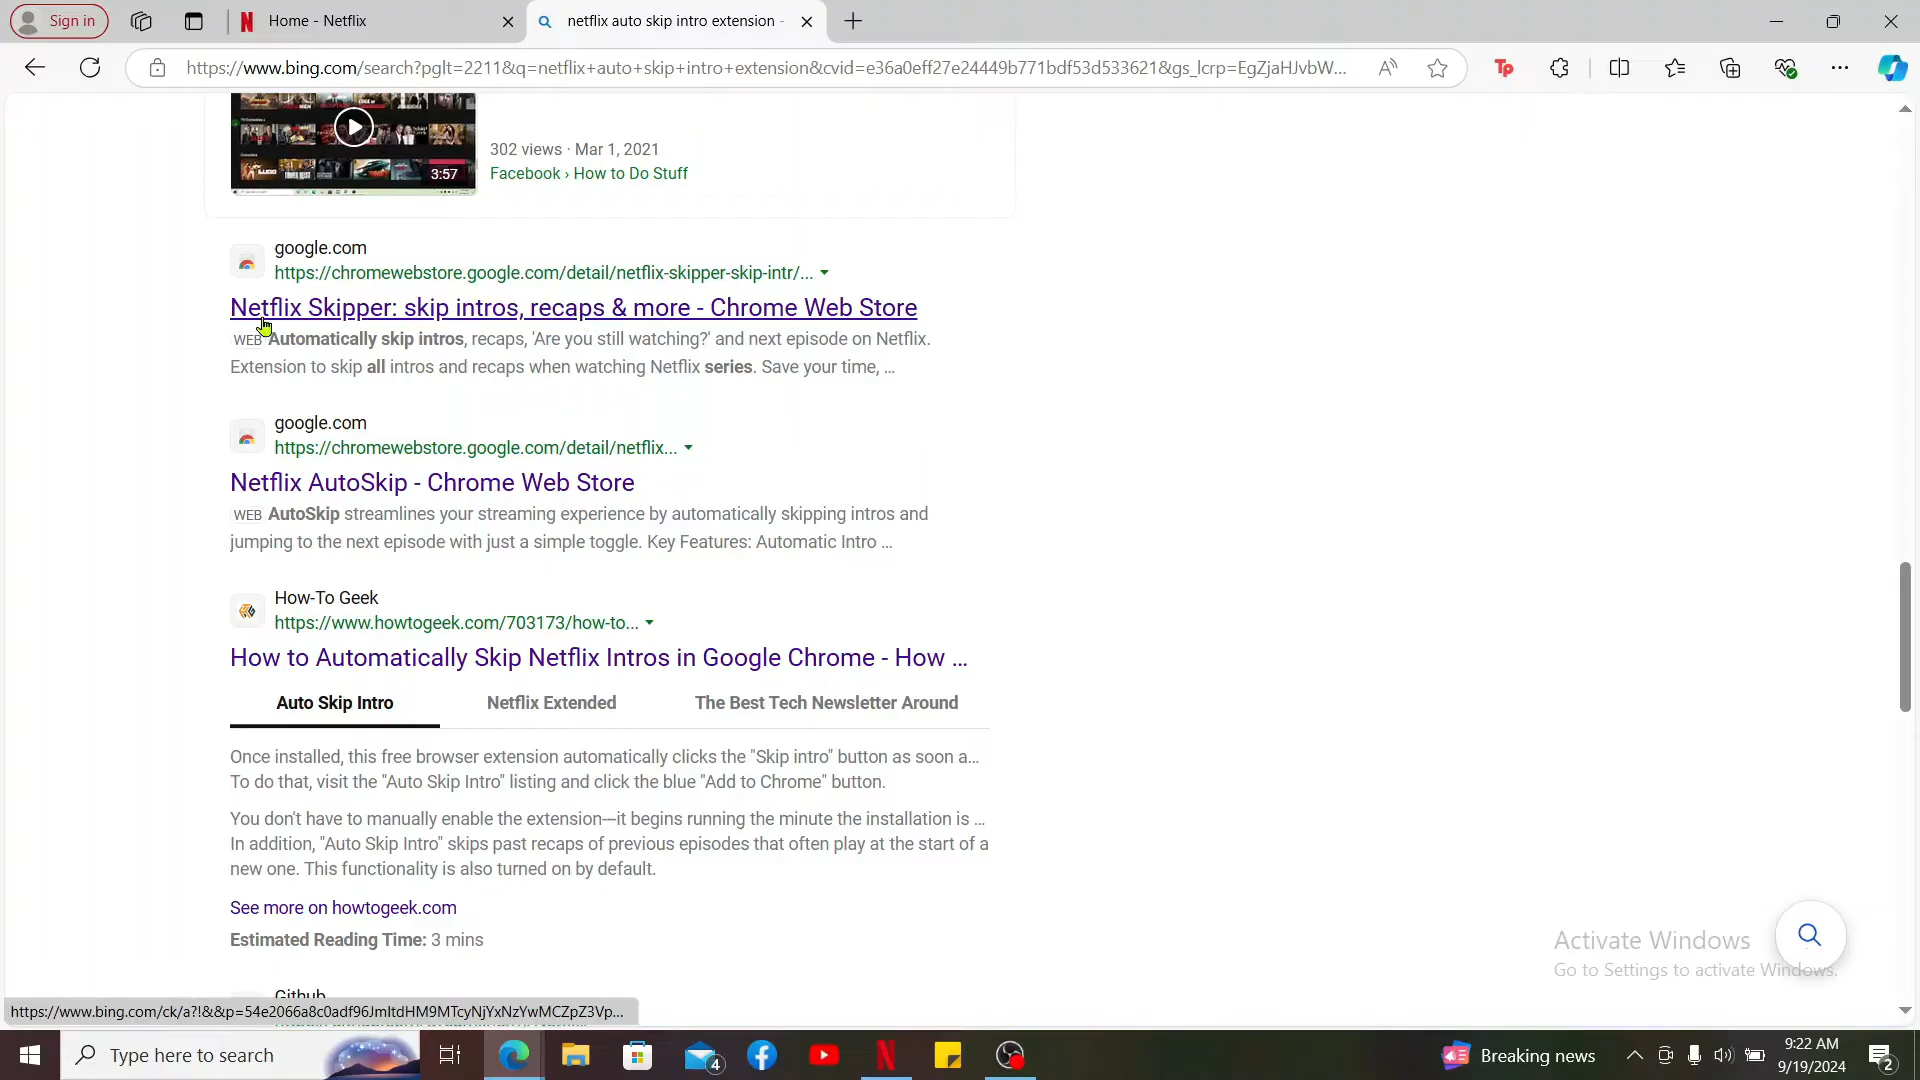 Sign in
Home - Netflix
netflix auto skip intro extension -
https://www.bing.com/search?pglt=2211&q=netflix+auto+skip+intro+extension&cvid=e36a0eff27e24449b771bdf53d533621&gs_lcrp=EgZjaHJvbW...
3:57
302 views · Mar 1, 2021
Facebook › How to Do Stuff
google.com
https://chromewebstore.google.com/detail/netflix-skipper-skip-intr/...
Netflix Skipper: skip intros, recaps & more - Chrome Web Store
WEB Automatically skip intros, recaps, 'Are you still watching?' and next episode on Netflix.
Extension to skip all intros and recaps when watching Netflix series. Save your time, ...
google.com
https://chromewebstore.google.com/detail/netflix...
Netflix AutoSkip - Chrome Web Store
WEB AutoSkip streamlines your streaming experience by automatically skipping intros and
jumping to the next episode with just a simple toggle. Key Features: Automatic Intro ...
How-To Geek
https://www.howtogeek.com/703173/how-to...
How to Automatically Skip Netflix Intros in Google Chrome - How ...
Auto Skip Intro Netflix Extended The Best Tech Newsletter Around
Once installed, this free browser extension automatically clicks the "Skip intro" button as soon a...
To do that, visit the "Auto Skip Intro" listing and click the blue "Add to Chrome" button.
You don't have to manually enable the extension—it begins running the minute the installation is ...
In addition, "Auto Skip Intro" skips past recaps of previous episodes that often play at the start of a
new one. This functionality is also turned on by default.
See more on howtogeek.com
Estimated Reading Time: 3 mins
Activate Windows
Go to Settings to activate Windows.
Github
https://www.bing.com/ck/a?!&&p=54e2066a8c0adf96JmltdHM9MTcyNjYxNzYwMCZpZ3Vp...
Type here to search
4
Breaking news
9:22 AM
9/19/2024
2